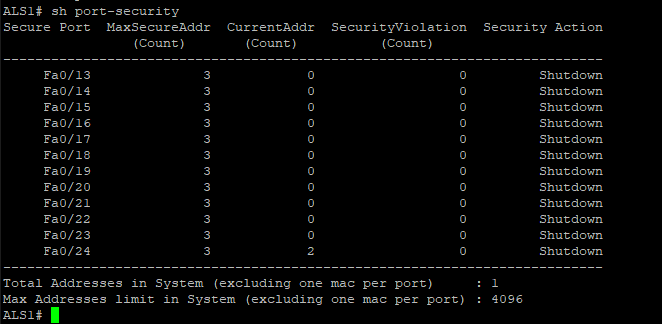 ALS1# sh port-security
Secure Port  MaxSecureAddr  CurrentAddr  SecurityViolation  Security Action
                (Count)       (Count)          (Count)
---------------------------------------------------------------------------
     Fa0/13              3            0                  0         Shutdown
     Fa0/14              3            0                  0         Shutdown
     Fa0/15              3            0                  0         Shutdown
     Fa0/16              3            0                  0         Shutdown
     Fa0/17              3            0                  0         Shutdown
     Fa0/18              3            0                  0         Shutdown
     Fa0/19              3            0                  0         Shutdown
     Fa0/20              3            0                  0         Shutdown
     Fa0/21              3            0                  0         Shutdown
     Fa0/22              3            0                  0         Shutdown
     Fa0/23              3            0                  0         Shutdown
     Fa0/24              3            2                  0         Shutdown
---------------------------------------------------------------------------
Total Addresses in System (excluding one mac per port)     : 1
Max Addresses limit in System (excluding one mac per port) : 4096
ALS1#